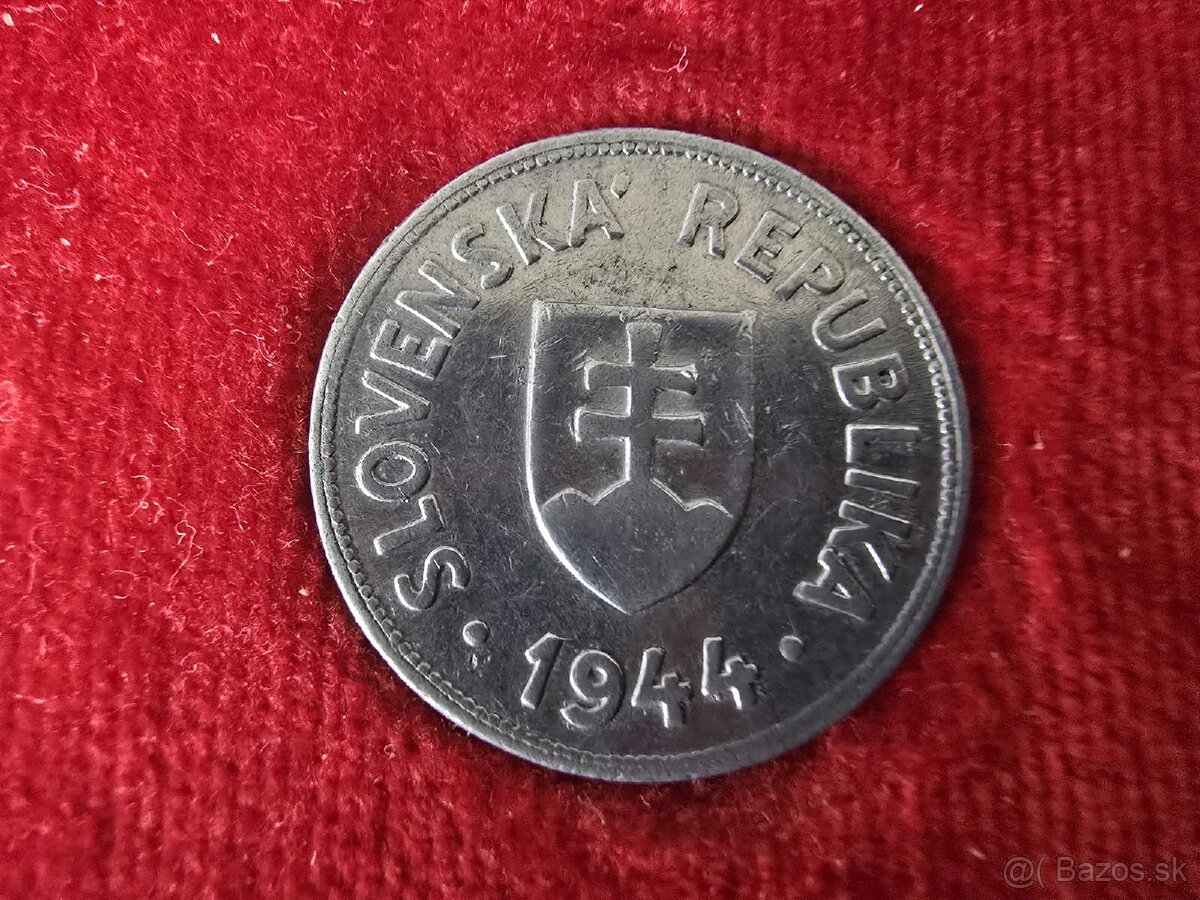 SLOVENSKÁ REPUBLIKA
• 1944 •
@( Bazos.sk